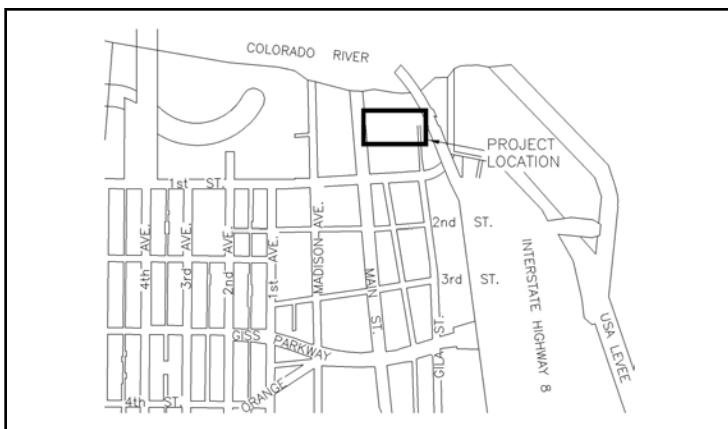 COLORADO RIVER
PROJECT
LOCATION
1st ST.
2nd ST.
3rd ST.
4th AVE.
3rd AVE.
2nd AVE.
1st AVE.
MADISON AVE.
MAIN ST.
GILA ST.
INTERSTATE HIGHWAY 8
USA LEVEE
GISS PARKWAY
ORANGE
4th ST.